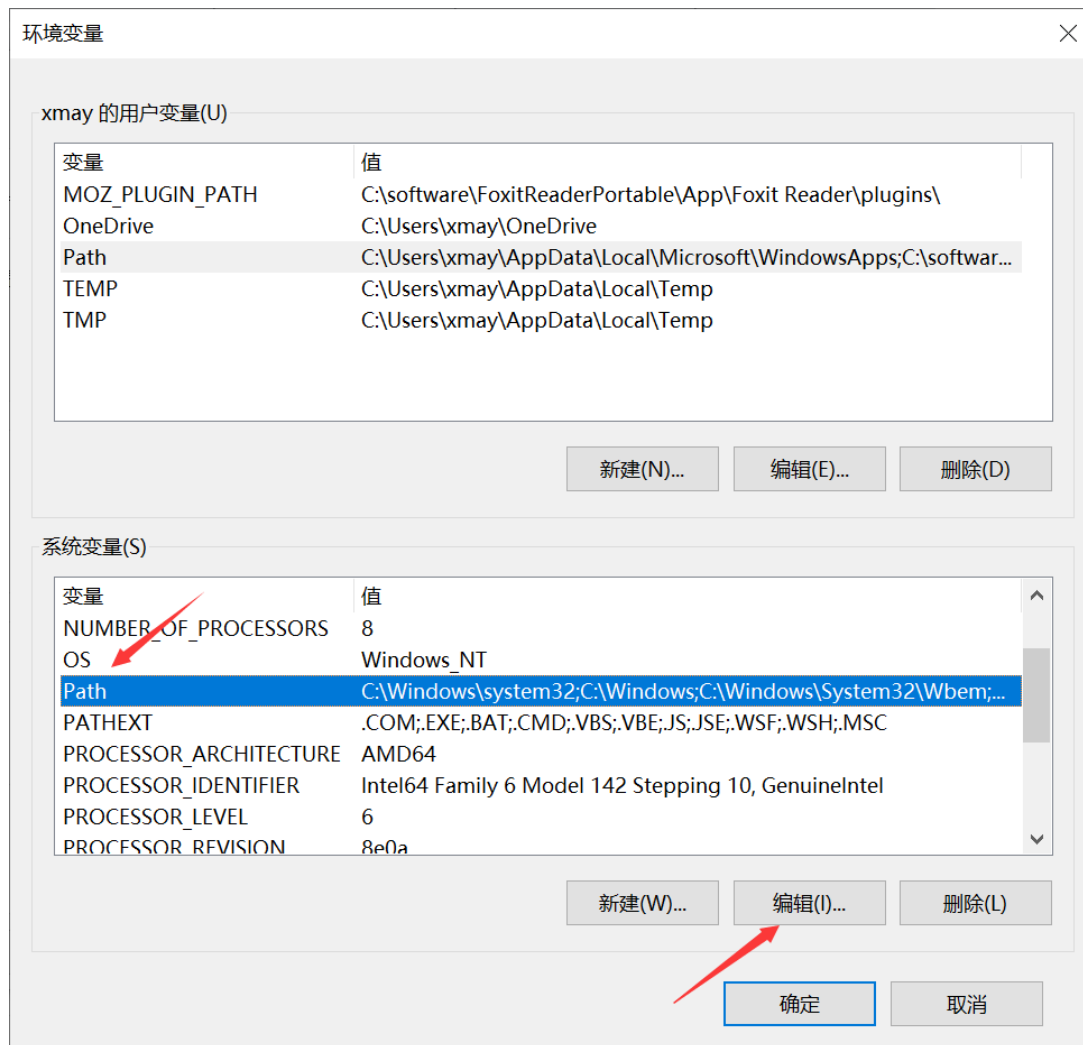 环境变量
xmay 的用户变量(U)
变量 值
MOZ_PLUGIN_PATH C:\software\FoxitReaderPortable\App\Foxit Reader\plugins\
OneDrive C:\Users\xmay\OneDrive
Path C:\Users\xmay\AppData\Local\Microsoft\WindowsApps;C:\softwar...
TEMP C:\Users\xmay\AppData\Local\Temp
TMP C:\Users\xmay\AppData\Local\Temp
新建(N)... 编辑(E)... 删除(D)
系统变量(S)
变量 值
NUMBER_OF_PROCESSORS 8
OS Windows_NT
Path C:\Windows\system32;C:\Windows;C:\Windows\System32\Wbem;...
PATHEXT .COM;.EXE;.BAT;.CMD;.VBS;.VBE;.JS;.JSE;.WSF;.WSH;.MSC
PROCESSOR_ARCHITECTURE AMD64
PROCESSOR_IDENTIFIER Intel64 Family 6 Model 142 Stepping 10, GenuineIntel
PROCESSOR_LEVEL 6
PROCESSOR_REVISION 8e0a
新建(W)... 编辑(I)... 删除(L)
确定 取消